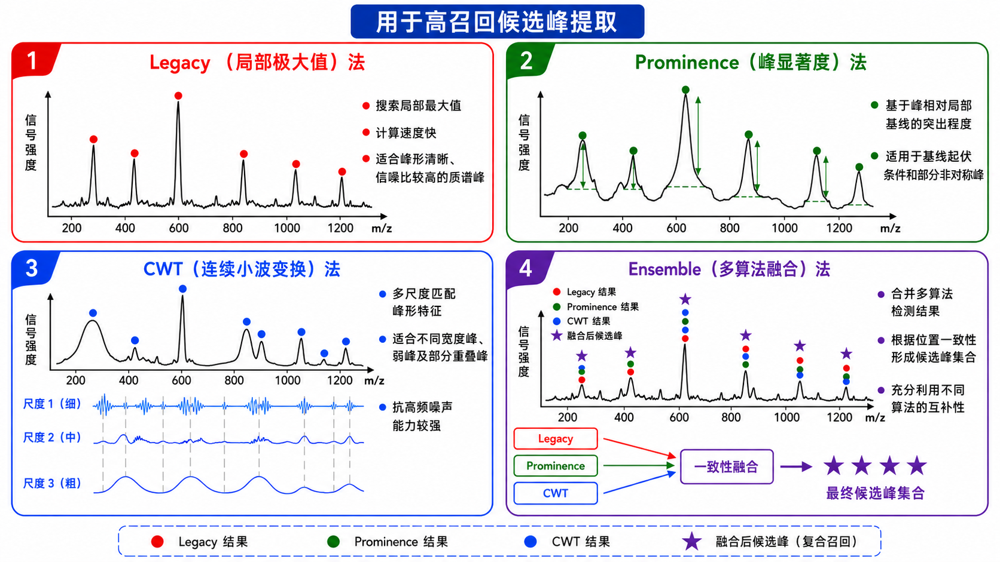 用于高召回候选峰提取
1
Legacy （局部极大值）法
信号强度
搜索局部最大值
计算速度快
适合峰形清晰、
信噪比较高的质谱峰
200 400 600 800 1000 1200 m/z
2
Prominence（峰显著度）法
信号强度
基于峰相对局部
基线的突出程度
适用于基线起伏
条件和部分非对称峰
200 400 600 800 1000 1200 m/z
3
CWT（连续小波变换）法
信号强度
多尺度匹配
峰形特征
适合不同宽度峰、
弱峰及部分重叠峰
200 400 600 800 1000 1200 m/z
尺度 1（细）
尺度 2（中）
尺度 3（粗）
抗高频噪声
能力较强
4
Ensemble（多算法融合）法
Legacy 结果
Prominence 结果
CWT 结果
融合后候选峰
信号强度
合并多算法
检测结果
根据位置一致性
形成候选峰集合
充分利用不同
算法的互补性
200 400 600 800 1000 1200 m/z
Legacy
Prominence
CWT
一致性融合
最终候选峰集合
Legacy 结果
Prominence 结果
CWT 结果
融合后候选峰（复合召回）